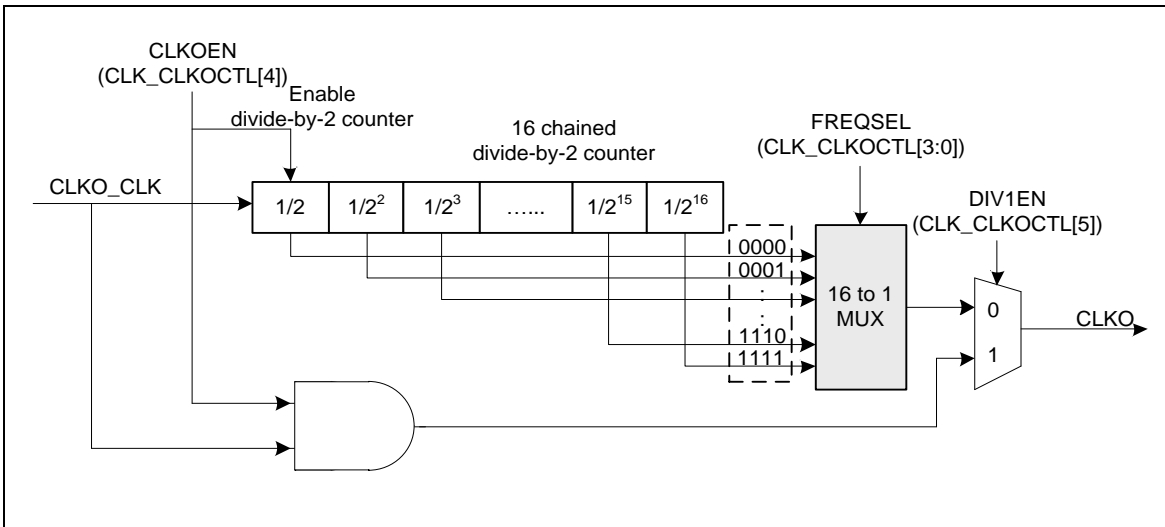 CLKOEN
(CLK_CLKOCTL[4])
Enable
divide-by-2 counter
16 chained
divide-by-2 counter
FREQSEL
(CLK_CLKOCTL[3:0])
DIV1EN
(CLK_CLKOCTL[5])
CLKO_CLK
1/2 1/2² 1/2³ …... 1/2¹⁵ 1/2¹⁶
0000
0001
:
:
1110
1111
16 to 1
MUX
0
1
CLKO